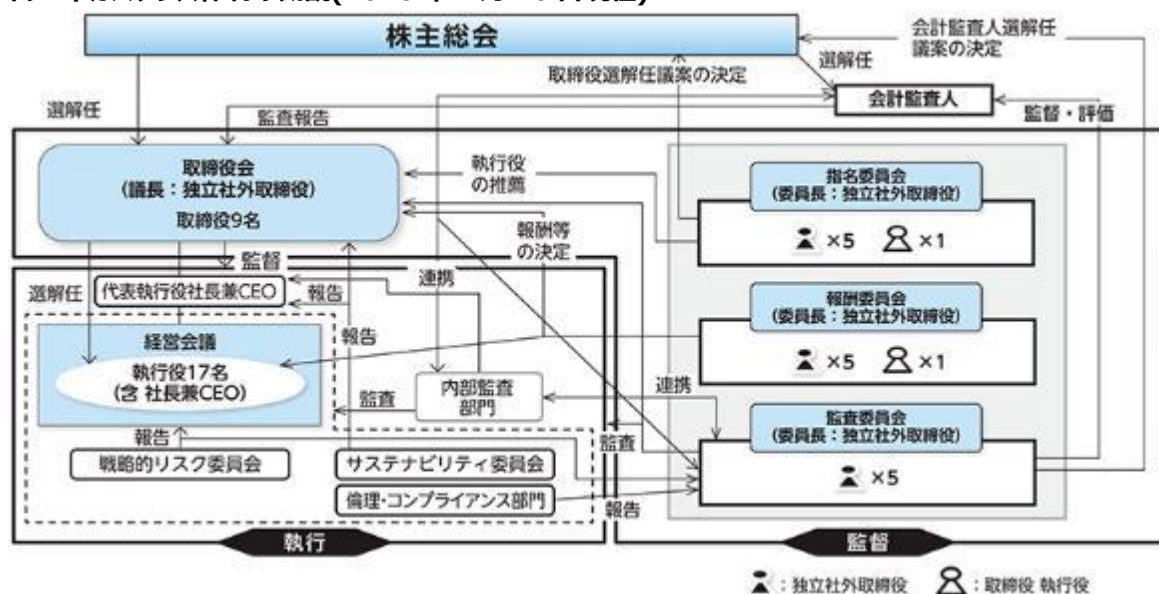 株主総会
会計監査人選解任
議案の決定
選解任
取締役選解任議案の決定
会計監査人
選解任
監査報告
監督・評価
取締役会
(議長:独立社外取締役)
取締役9名
執行役
の推薦
指名委員会
(委員長:独立社外取締役)
×5 ×1
報酬等
の決定
監督
連携
選解任
代表執行役社長兼CEO
報告
報酬委員会
(委員長:独立社外取締役)
×5 ×1
経営会議
報告
執行役17名
(含 社長兼CEO)
監査
内部監査
部門
連携
監査委員会
(委員長:独立社外取締役)
×5
報告
監査
戦略的リスク委員会
サステナビリティ委員会
倫理・コンプライアンス部門
報告
執行
監督
:独立社外取締役
:取締役 執行役